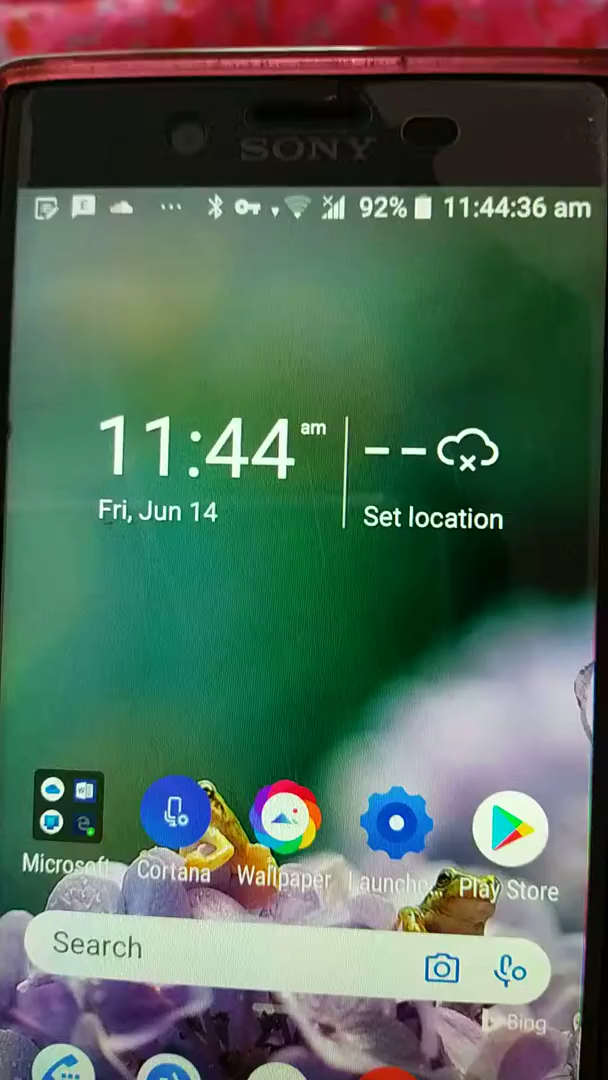 SONY
92% 11:44:36 am
11:44 am
Fri, Jun 14
Set location
Microsoft
Cortana
Wallpaper
Launche
Play Store
Search
Bing